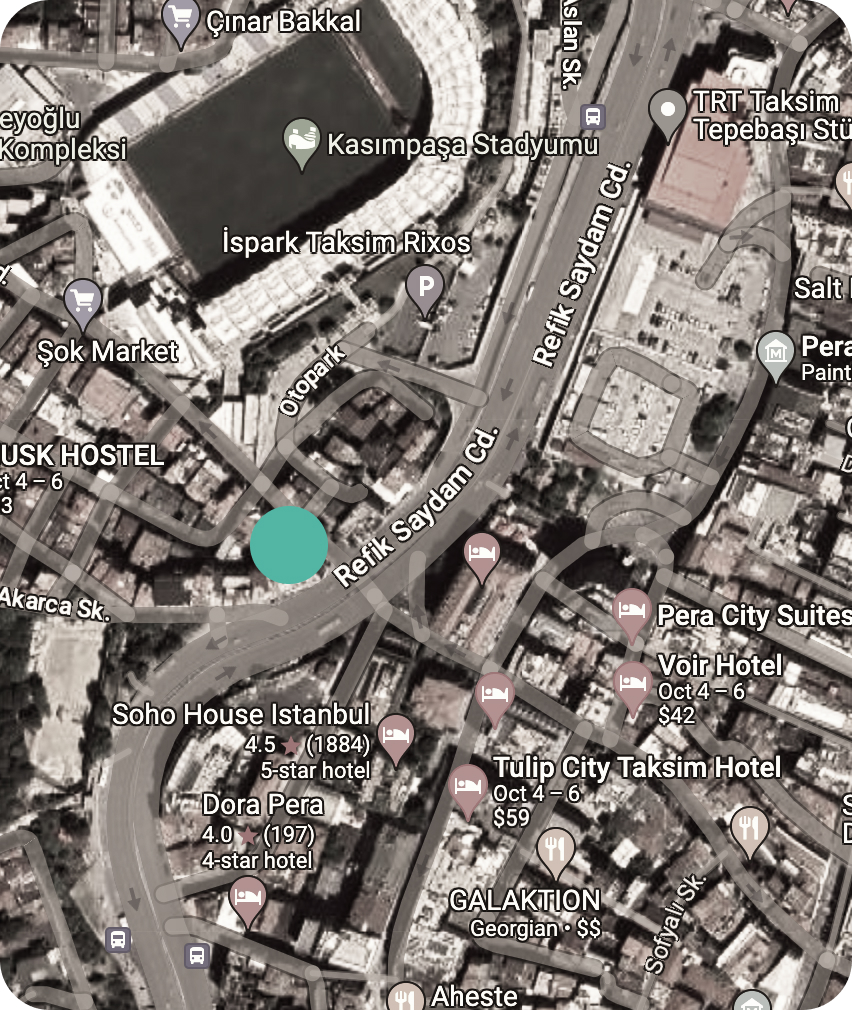 Çınar Bakkal
TRT Taksim
Tepebaşı Stü
eyoğlu
Kompleksi
Kasımpaşa Stadyumu
İspark Taksim Rixos
P
Refik Saydam Cd.
Salt
Şok Market
Pera
Paint
Otopark
USK HOSTEL
ct 4 – 6
3
Refik Saydam Cd.
Akarca Sk.
Pera City Suites
Voir Hotel
Oct 4 – 6
$42
Soho House Istanbul
4.5 ★ (1884)
5-star hotel
Tulip City Taksim Hotel
Oct 4 – 6
$59
Dora Pera
4.0 ★ (197)
4-star hotel
GALAKTION
Georgian • $$
Sofyalı Sk.
Aheste